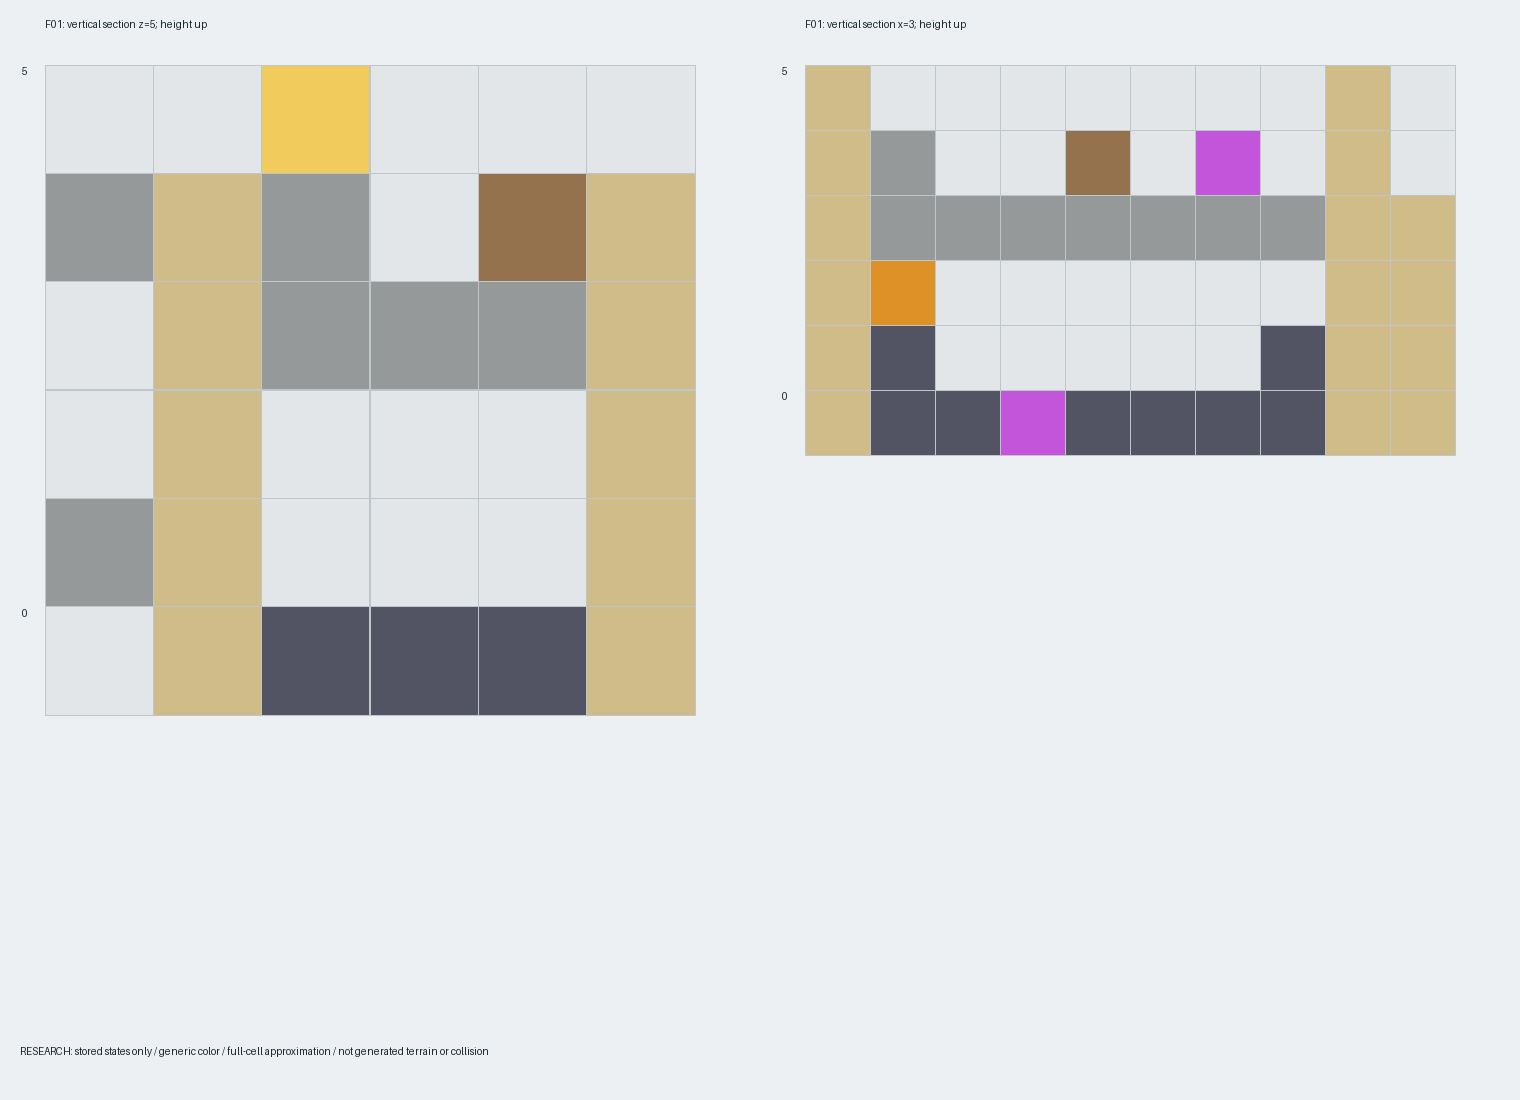 F01: vertical section z=5; height up
F01: vertical section x=3; height up
5
5
0
0
RESEARCH: stored states only / generic color / full-cell approximation / not generated terrain or collision